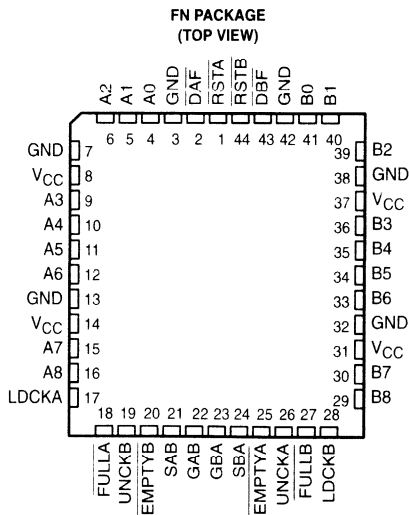 FN PACKAGE
(TOP VIEW)
A2 A1 A0 GND DAF RSTA RSTB DBF GND B0 B1
6 5 4 3 2 1 44 43 42 41 40
GND 7 39 B2
VCC 8 38 GND
A3 9 37 VCC
A4 10 36 B3
A5 11 35 B4
A6 12 34 B5
GND 13 33 B6
VCC 14 32 GND
A7 15 31 VCC
A8 16 30 B7
LDCKA 17 29 B8
18 19 20 21 22 23 24 25 26 27 28
FULLA UNCKB EMPTYB SAB GAB GBA SBA EMPTYA UNCKA FULLB LDCKB